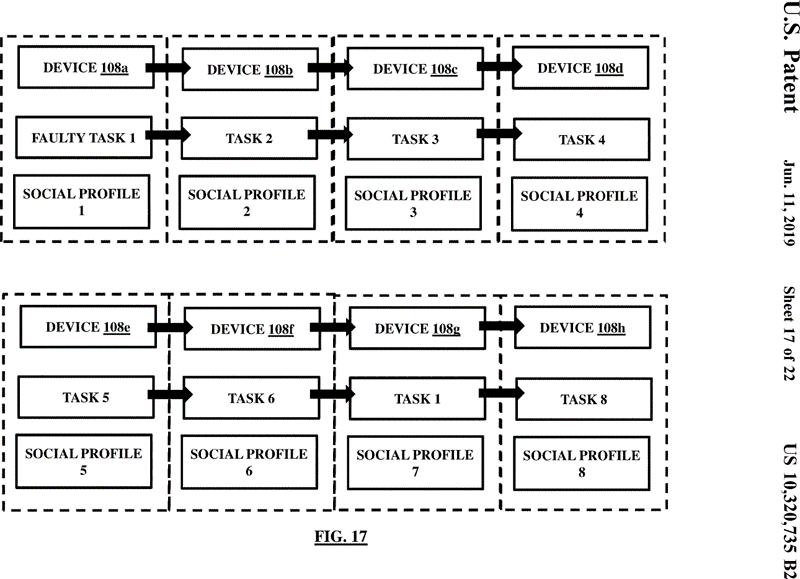 U.S. Patent
Jun. 11, 2019
Sheet 17 of 22
US 10,320,735 B2
DEVICE 108a
DEVICE 108b
DEVICE 108c
DEVICE 108d
FAULTY TASK 1
TASK 2
TASK 3
TASK 4
SOCIAL PROFILE
1
SOCIAL PROFILE
2
SOCIAL PROFILE
3
SOCIAL PROFILE
4
DEVICE 108e
DEVICE 108f
DEVICE 108g
DEVICE 108h
TASK 5
TASK 6
TASK 1
TASK 8
SOCIAL PROFILE
5
SOCIAL PROFILE
6
SOCIAL PROFILE
7
SOCIAL PROFILE
8
FIG. 17